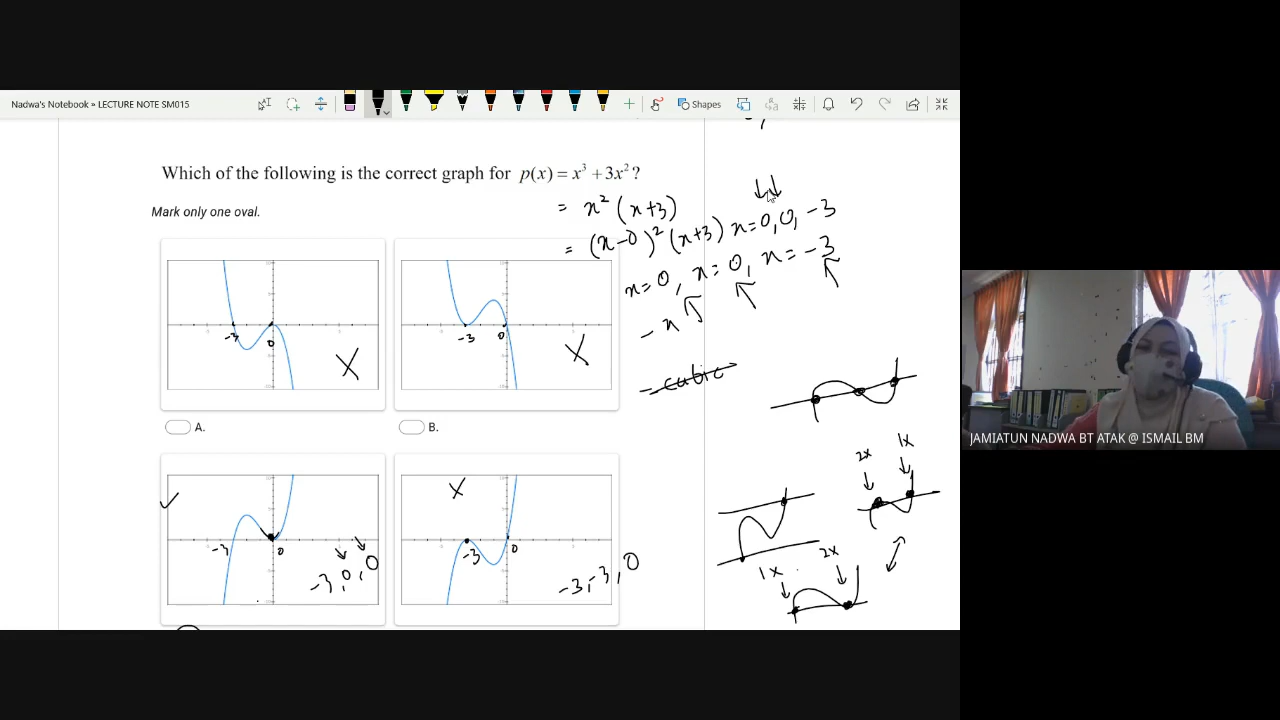 Nadwa's Notebook » LECTURE NOTE SM015
Shapes
Which of the following is the correct graph for p(x) = x³ + 3x² ?
= x² (x+3)
Mark only one oval.
= (x-0)² (x+3) x = 0, 0, -3
x = 0, x = 0, x = -3
- x
-3 0 X
-3 0 X
- cubic
A.
B.
JAMIATUN NADWA BT ATAK @ ISMAIL BM
2x 1x
✓ -3 0
-3, 0, 0
X -3 0
-3, -3, 0
1x 2x